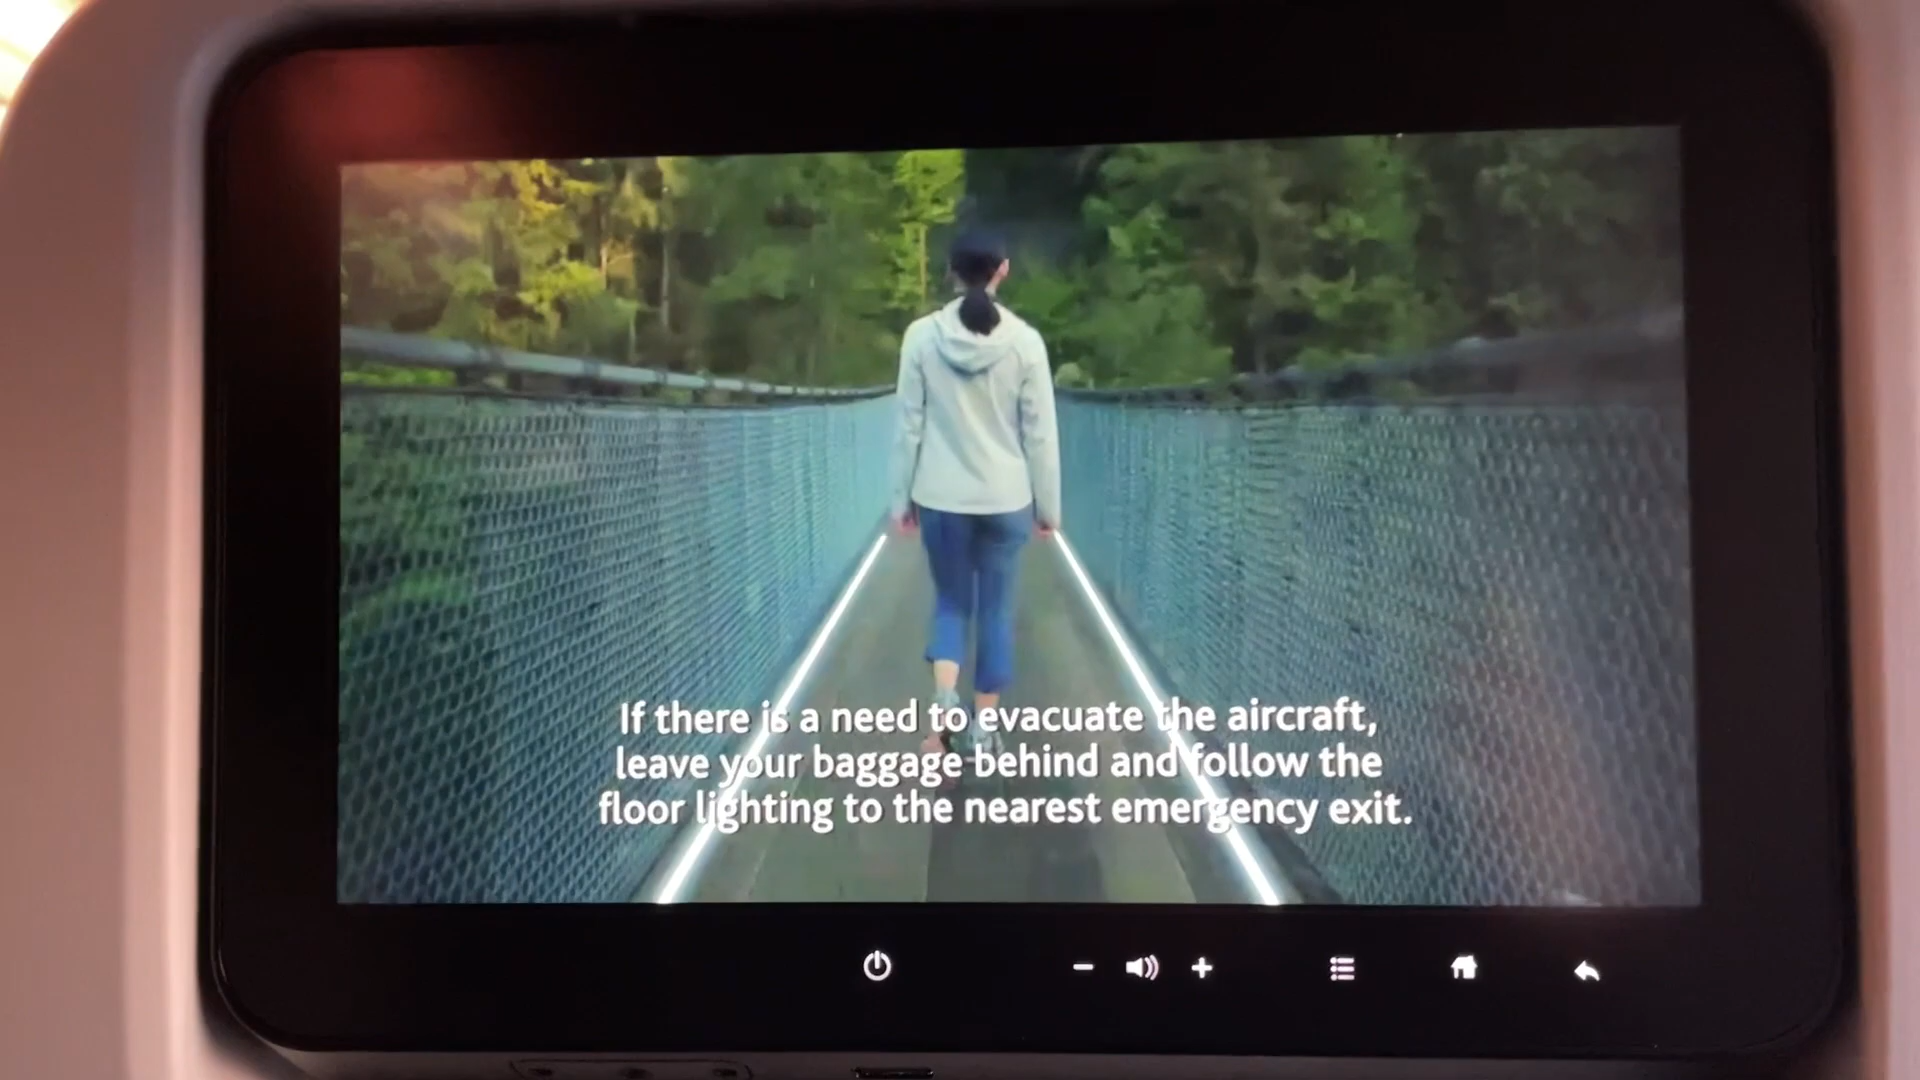 If there is a need to evacuate the aircraft,
leave your baggage behind and follow the
floor lighting to the nearest emergency exit.